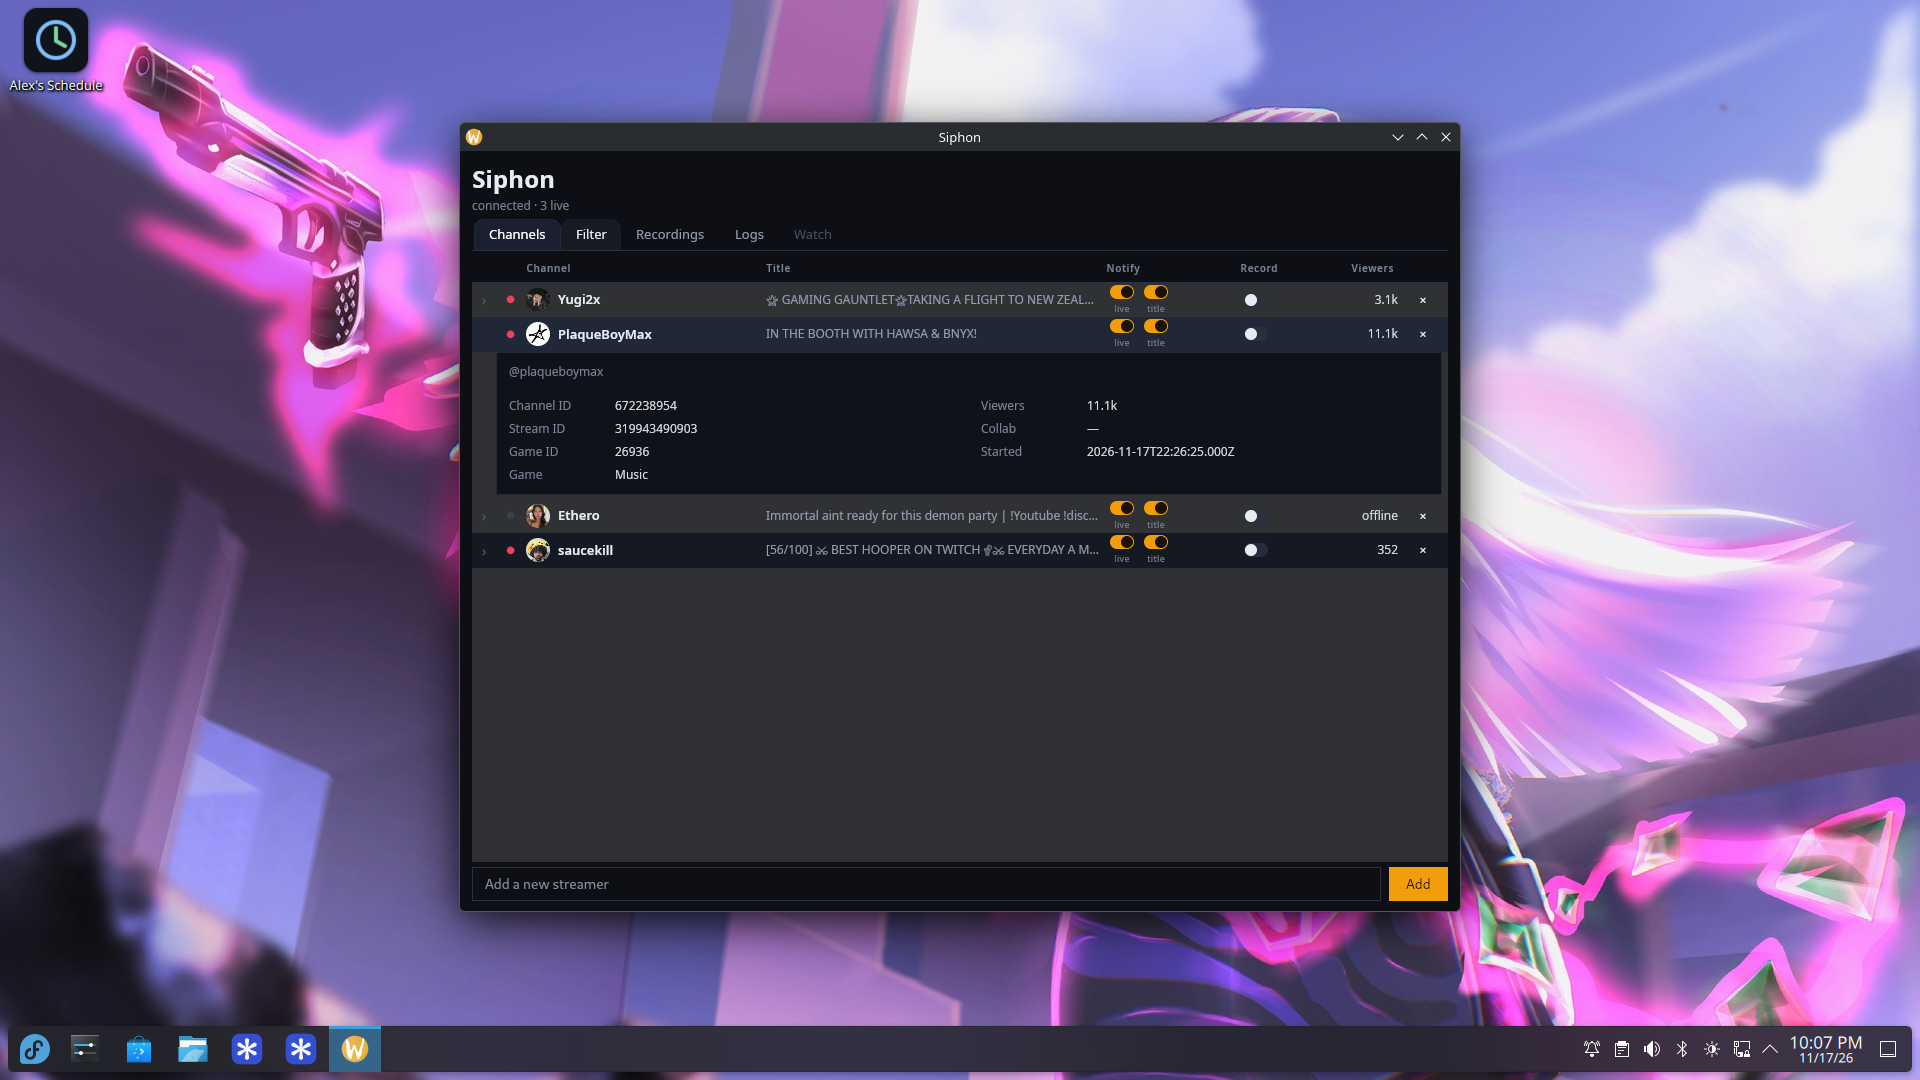 Alex's Schedule
Siphon
Siphon
connected · 3 live
Channels Filter Recordings Logs Watch
Channel Title Notify Record Viewers
Yugi2x GAMING GAUNTLET TAKING A FLIGHT TO NEW ZEAL... live title 3.1k ×
PlaqueBoyMax IN THE BOOTH WITH HAWSA & BNYX! live title 11.1k ×
@plaqueboymax
Channel ID 672238954 Viewers 11.1k
Stream ID 319943490903 Collab —
Game ID 26936 Started 2026-11-17T22:26:25.000Z
Game Music
Ethero Immortal aint ready for this demon party | !Youtube !disc... live title offline ×
saucekill [56/100] ⚔ BEST HOOPER ON TWITCH ⚔ EVERYDAY A M... live title 352 ×
Add a new streamer Add
10:07 PM
11/17/26